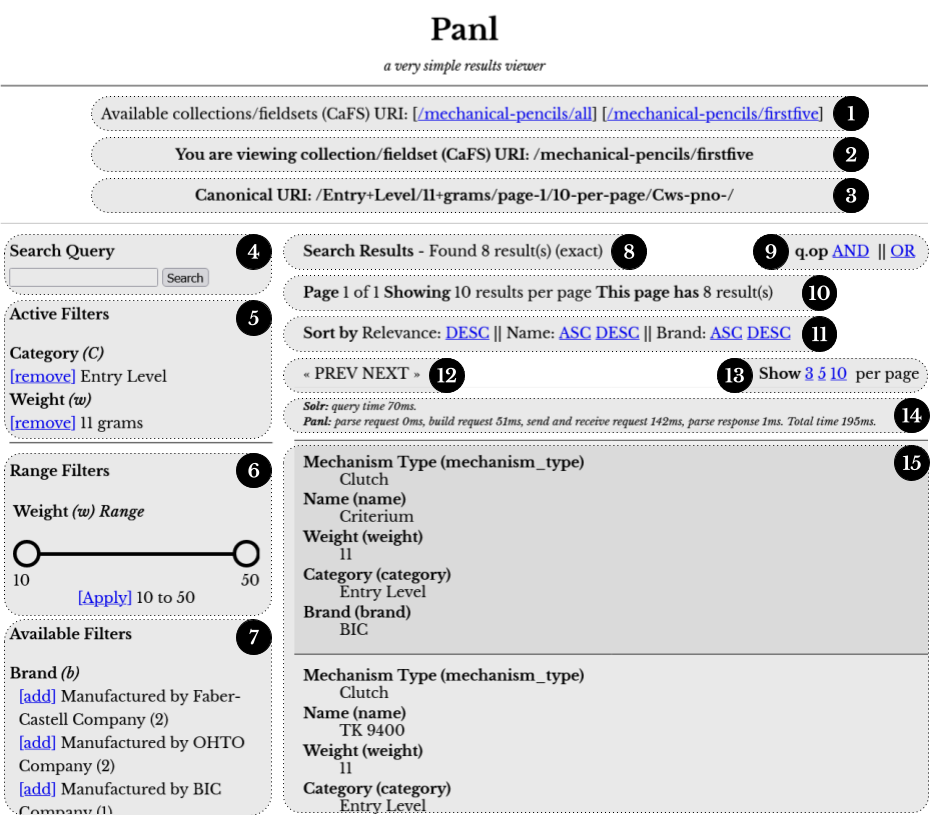 Panl
a very simple results viewer
Available collections/fieldsets (CaFS) URI: [/mechanical-pencils/all] [/mechanical-pencils/firstfive] 1
You are viewing collection/fieldset (CaFS) URI: /mechanical-pencils/firstfive 2
Canonical URI: /Entry+Level/11+grams/page-1/10-per-page/Cws-pno-/ 3
Search Query 4
Search
Active Filters 5
Category (C)
[remove] Entry Level
Weight (w)
[remove] 11 grams
Range Filters 6
Weight (w) Range
10 50
[Apply] 10 to 50
Available Filters 7
Brand (b)
[add] Manufactured by Faber-
Castell Company (2)
[add] Manufactured by OHTO
Company (2)
[add] Manufactured by BIC
Company (1)
Search Results - Found 8 result(s) (exact) 8
9 q.op AND || OR
Page 1 of 1 Showing 10 results per page This page has 8 result(s) 10
Sort by Relevance: DESC || Name: ASC DESC || Brand: ASC DESC 11
« PREV NEXT » 12
13 Show 3 5 10 per page
Solr: query time 70ms.
Panl: parse request 0ms, build request 51ms, send and receive request 142ms, parse response 1ms. Total time 195ms. 14
Mechanism Type (mechanism_type) 15
Clutch
Name (name)
Criterium
Weight (weight)
11
Category (category)
Entry Level
Brand (brand)
BIC
Mechanism Type (mechanism_type)
Clutch
Name (name)
TK 9400
Weight (weight)
11
Category (category)
Entry Level